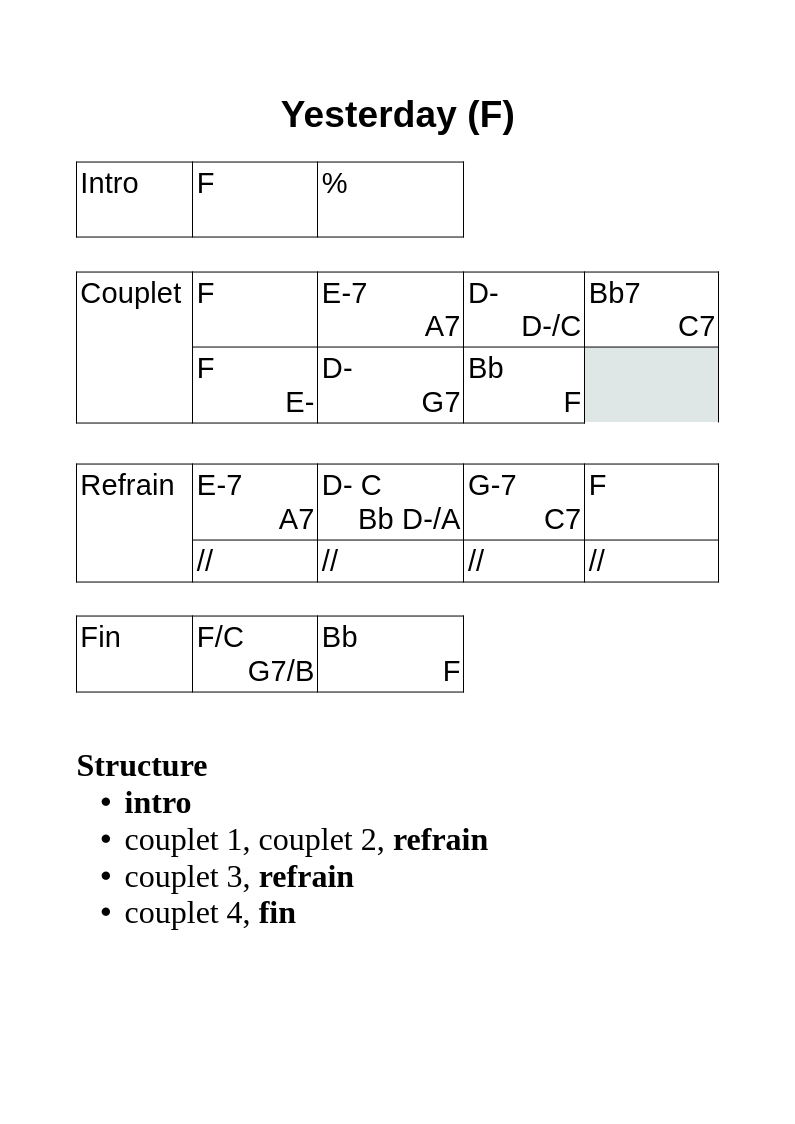 Yesterday (F)
Intro F %
Couplet F E-7 D- Bb7
A7 D-/C C7
F D- Bb
E- G7 F
Refrain E-7 D- C G-7 F
A7 Bb D-/A C7
// // // //
Fin F/C Bb
G7/B F
Structure
• intro
• couplet 1, couplet 2, refrain
• couplet 3, refrain
• couplet 4, fin